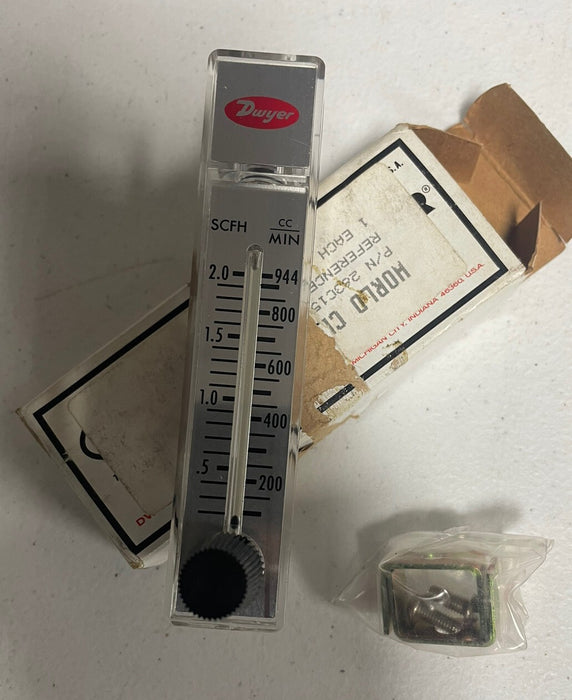 Dwyer
SCFH
CC
MIN
2.0 944
800
1.5
600
1.0
400
.5
200
S.A.
R®
WORLD
P/N 263C1
REFERENCE
1 EACH
MICHIGAN CITY, INDIANA 46360 U.S.A.